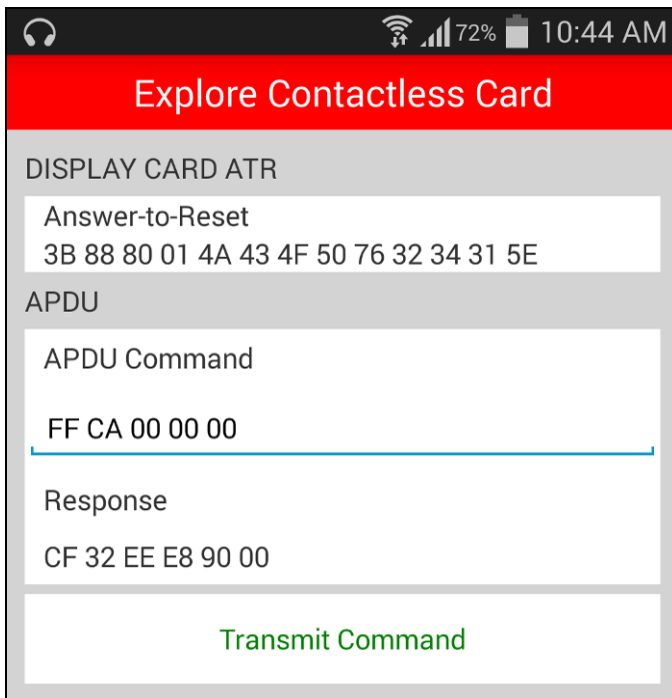 72% 10:44 AM
Explore Contactless Card
DISPLAY CARD ATR
Answer-to-Reset
3B 88 80 01 4A 43 4F 50 76 32 34 31 5E
APDU
APDU Command
FF CA 00 00 00
Response
CF 32 EE E8 90 00
Transmit Command